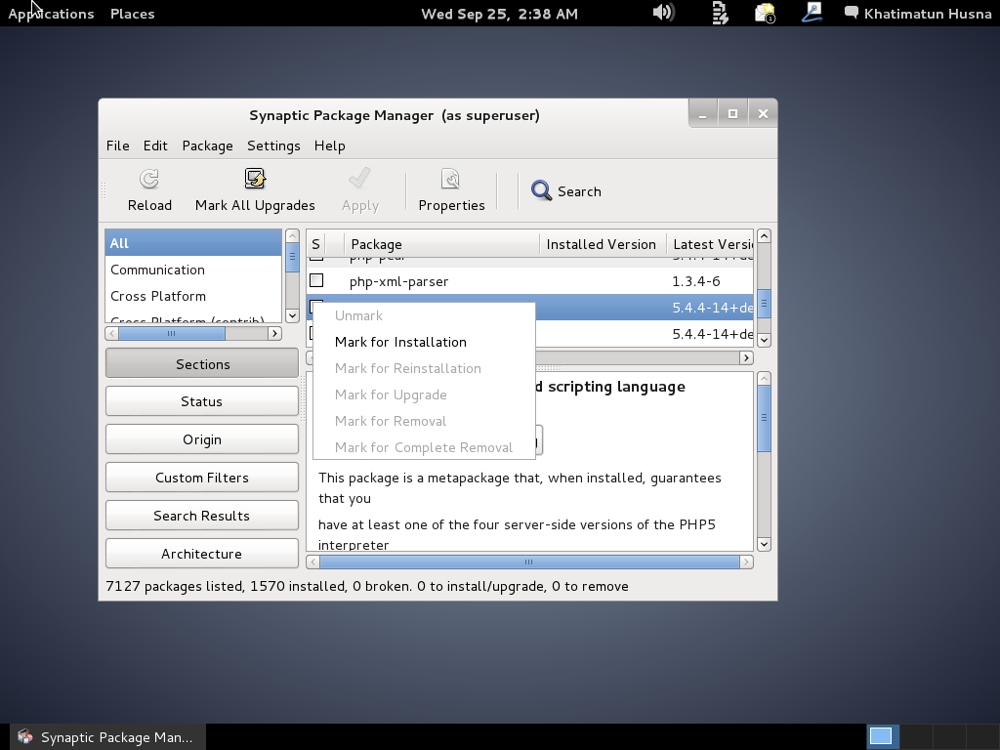 Applications Places Wed Sep 25, 2:38 AM 1 Khatimatun Husna
Synaptic Package Manager (as superuser)
File Edit Package Settings Help
Reload Mark All Upgrades Apply Properties Search
All
Communication
Cross Platform
Cross Platform (contrib)
Sections
Status
Origin
Custom Filters
Search Results
Architecture
S Package Installed Version Latest Versi
php-pear
php-xml-parser 1.3.4-6
5.4.4-14+de
5.4.4-14+de
Unmark
Mark for Installation
Mark for Reinstallation
Mark for Upgrade
Mark for Removal
Mark for Complete Removal
d scripting language
This package is a metapackage that, when installed, guarantees
that you
have at least one of the four server-side versions of the PHP5
interpreter
7127 packages listed, 1570 installed, 0 broken. 0 to install/upgrade, 0 to remove
Synaptic Package Man...